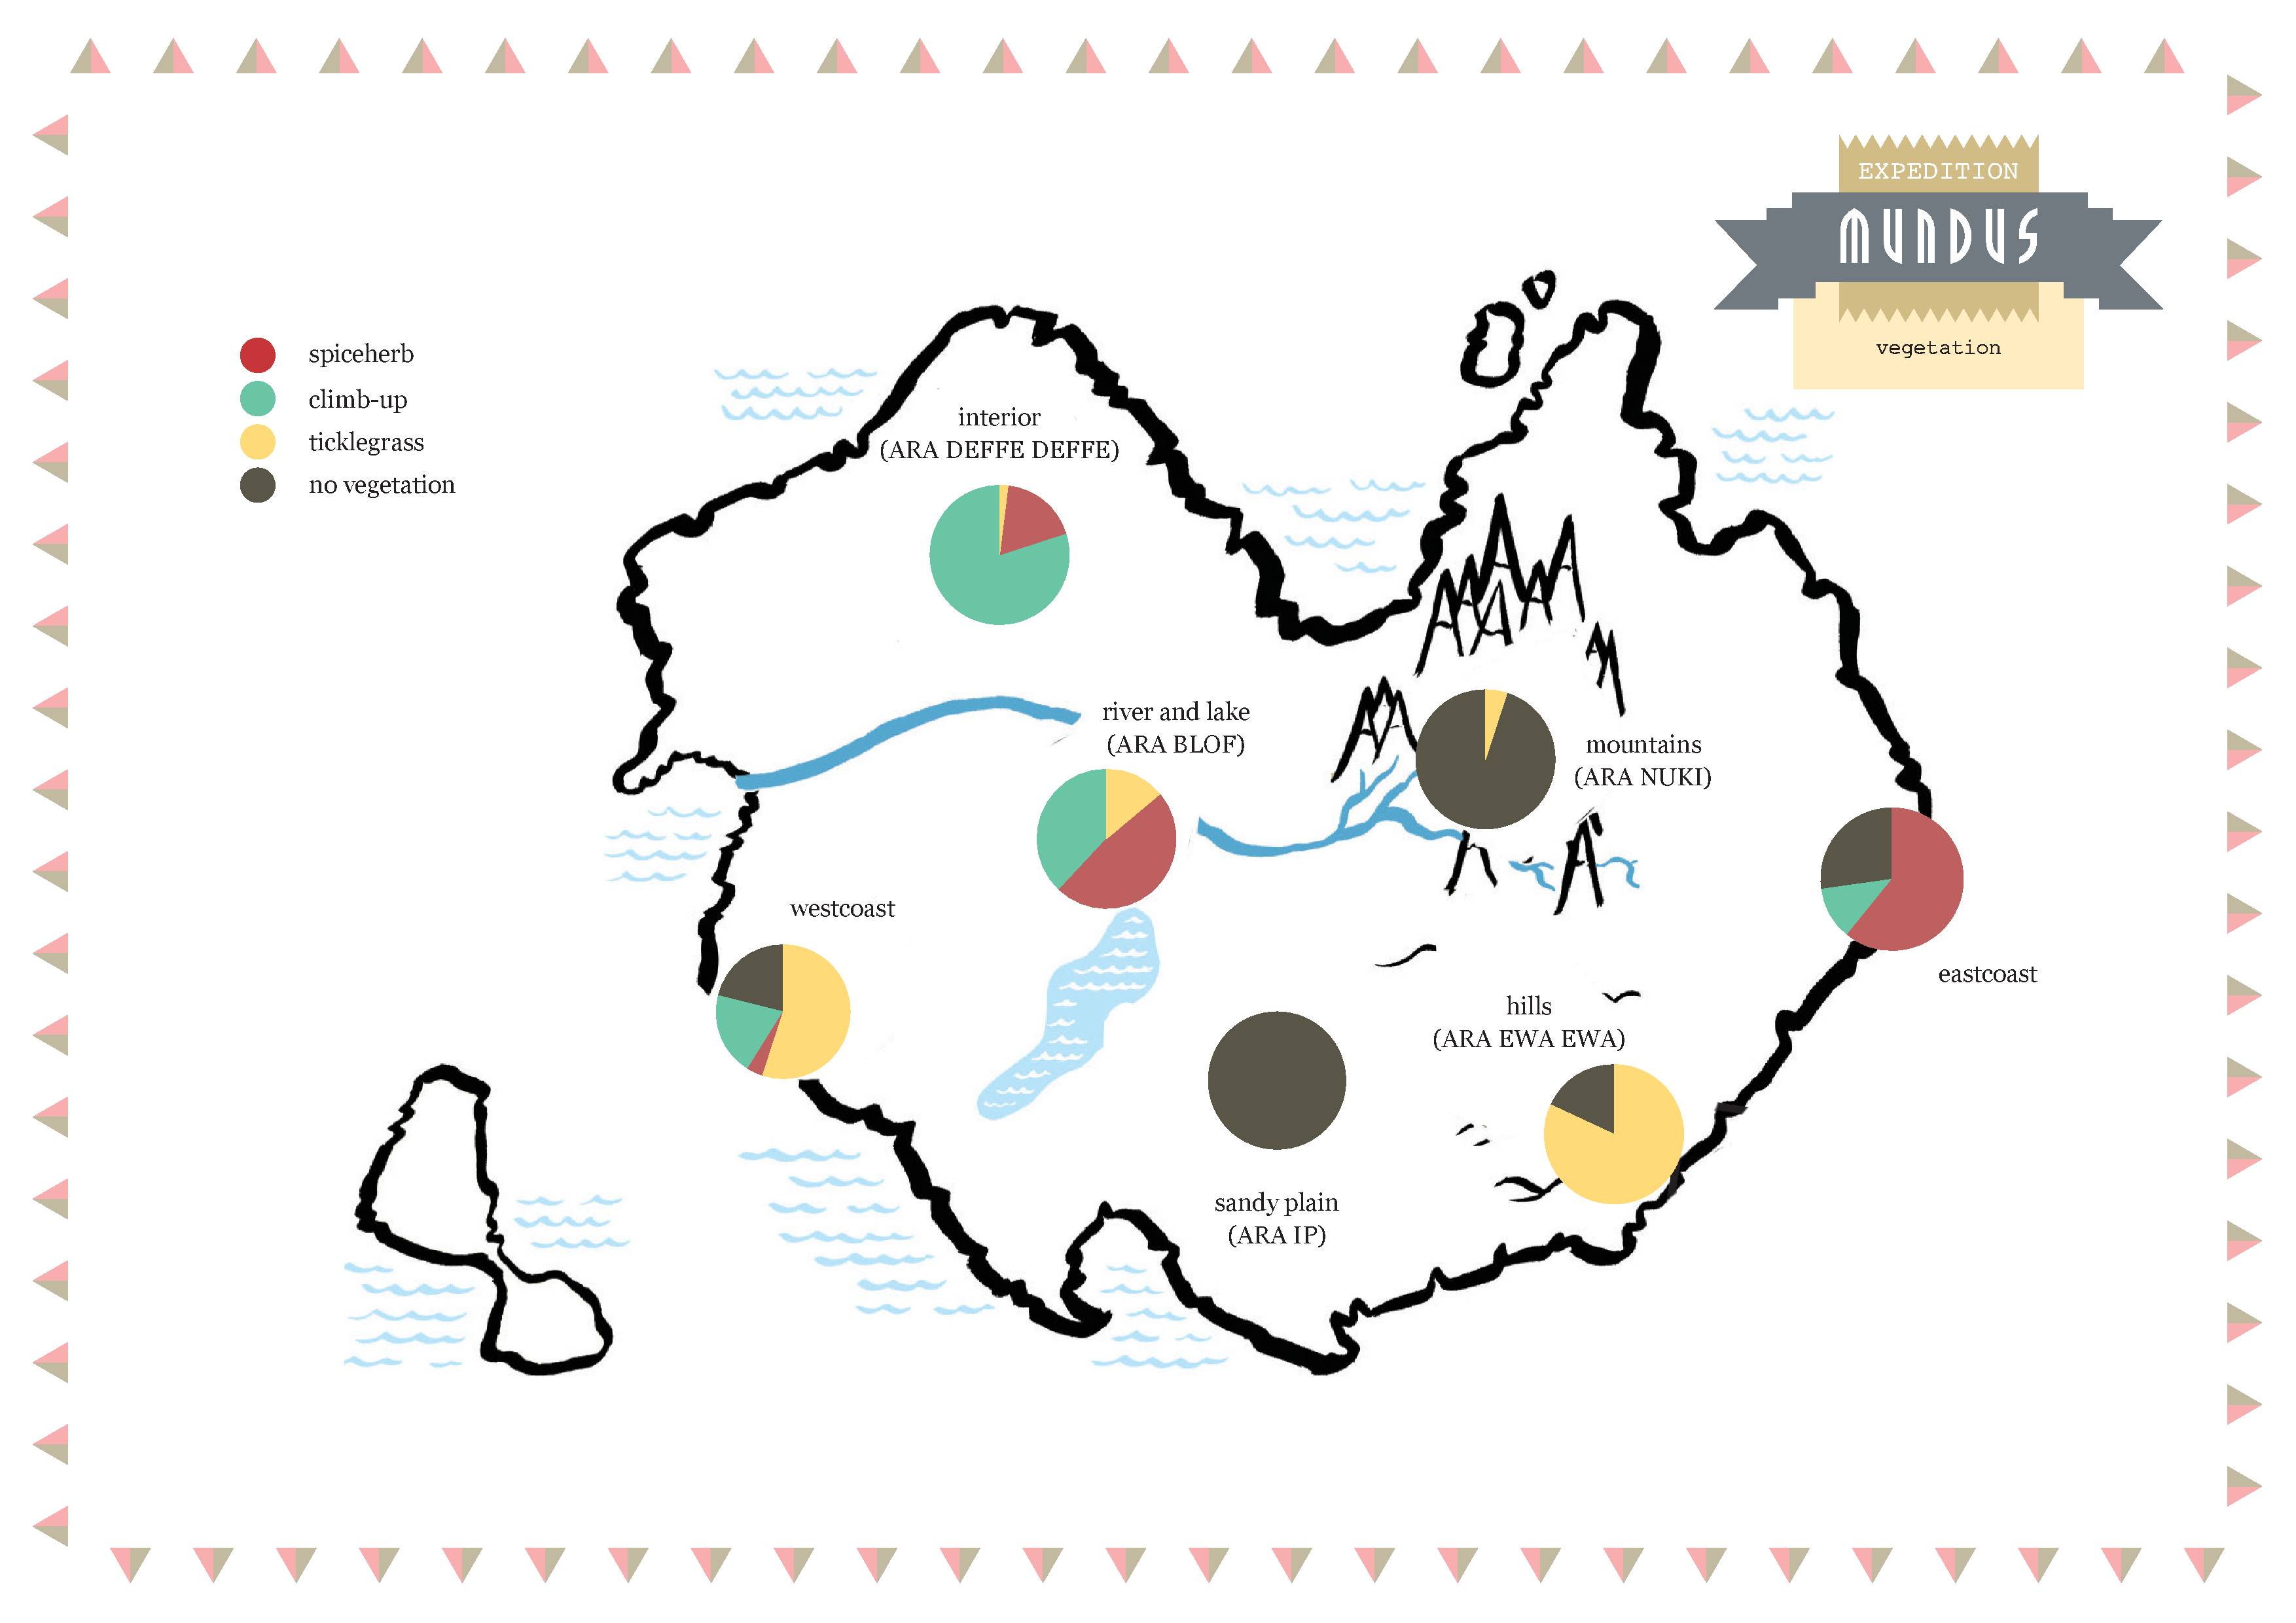 EXPEDITION
MUNDUS
vegetation
spiceherb
climb-up
ticklegrass
no vegetation
interior
(ARA DEFFE DEFFE)
river and lake
(ARA BLOF)
mountains
(ARA NUKI)
westcoast
eastcoast
hills
(ARA EWA EWA)
sandy plain
(ARA IP)